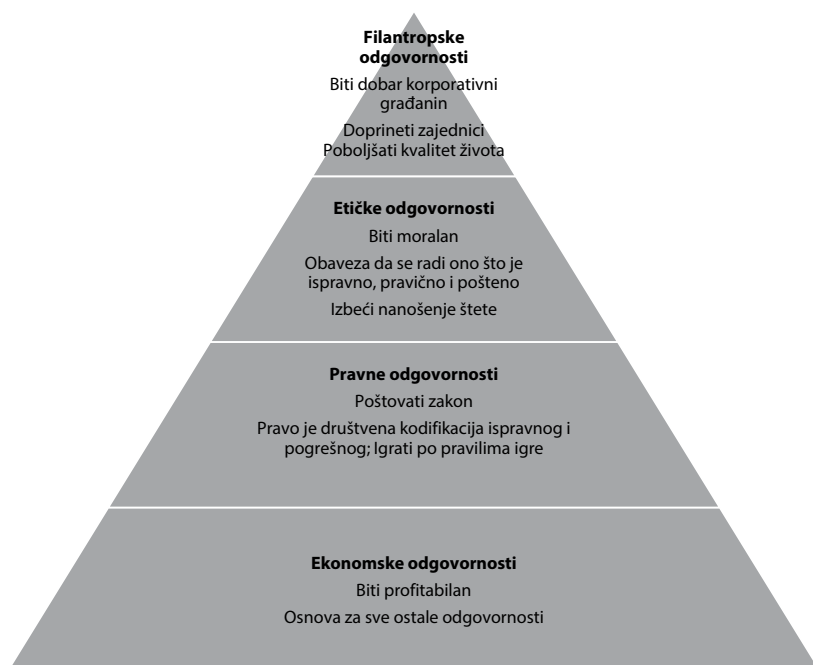 Filantropske
odgovornosti
Biti dobar korporativni
građanin
Doprineti zajednici
Poboljšati kvalitet života
Etičke odgovornosti
Biti moralan
Obaveza da se radi ono što je
ispravno, pravično i pošteno
Izbeći nanošenje štete
Pravne odgovornosti
Poštovati zakon
Pravo je društvena kodifikacija ispravnog i
pogrešnog; Igrati po pravilima igre
Ekonomske odgovornosti
Biti profitabilan
Osnova za sve ostale odgovornosti